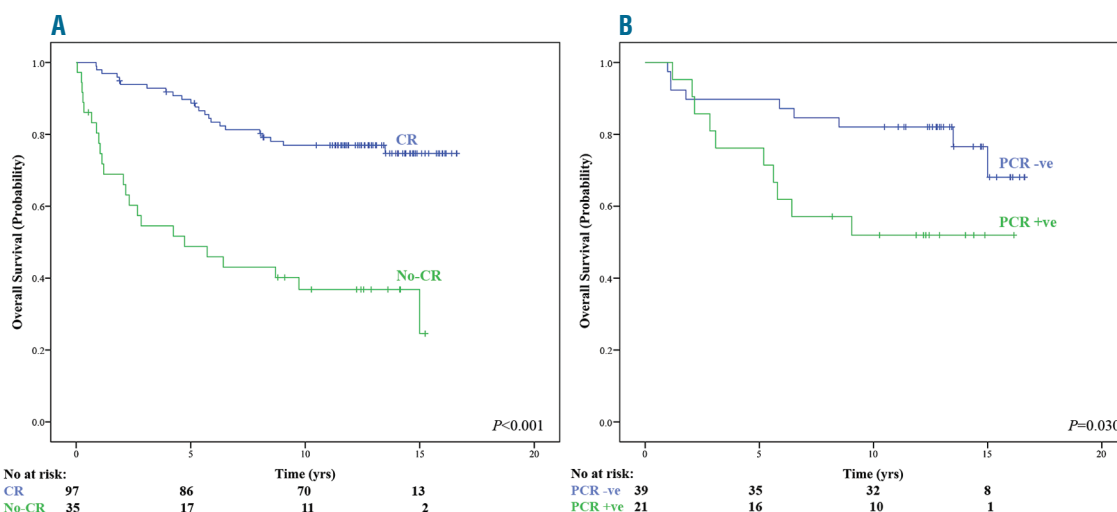 A
Overall Survival (Probability)
1.0
0.8
0.6
0.4
0.2
0.0
CR
No-CR
P<0.001
0 5 10 15 20
Time (yrs)
No at risk:
CR 97 86 70 13
No-CR 35 17 11 2
B
Overall Survival (Probability)
1.0
0.8
0.6
0.4
0.2
0.0
PCR -ve
PCR +ve
P=0.030
0 5 10 15 20
Time (yrs)
No at risk:
PCR -ve 39 35 32 8
PCR +ve 21 16 10 1